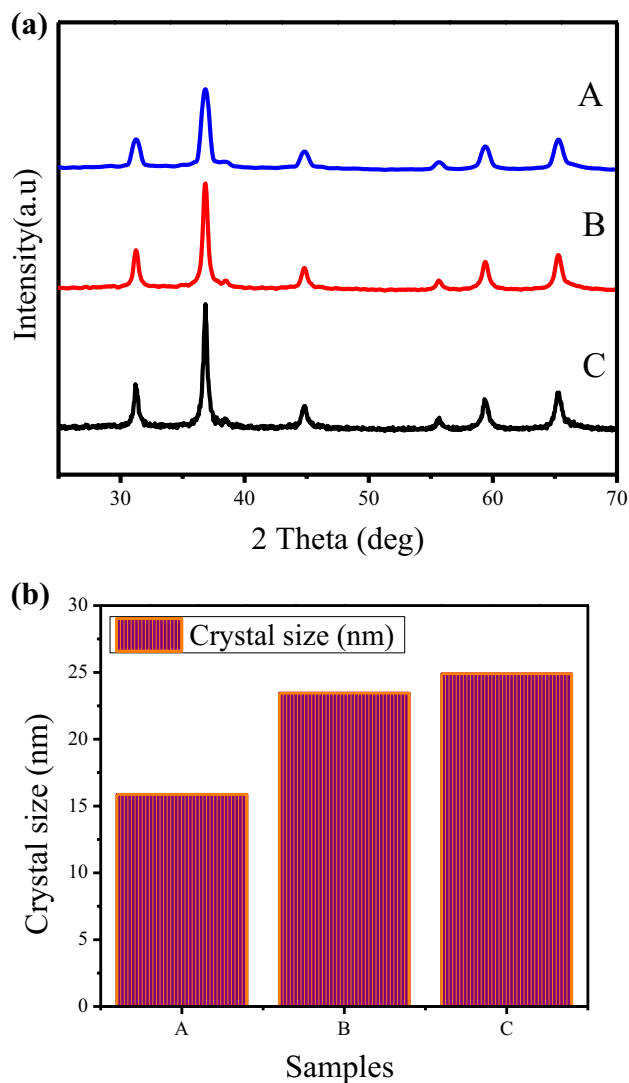 (a)
A
B
C
Intensity(a.u)
30 40 50 60 70
2 Theta (deg)
(b)
30
25
20
15
10
5
0
Crystal size (nm)
Crystal size (nm)
A B C
Samples